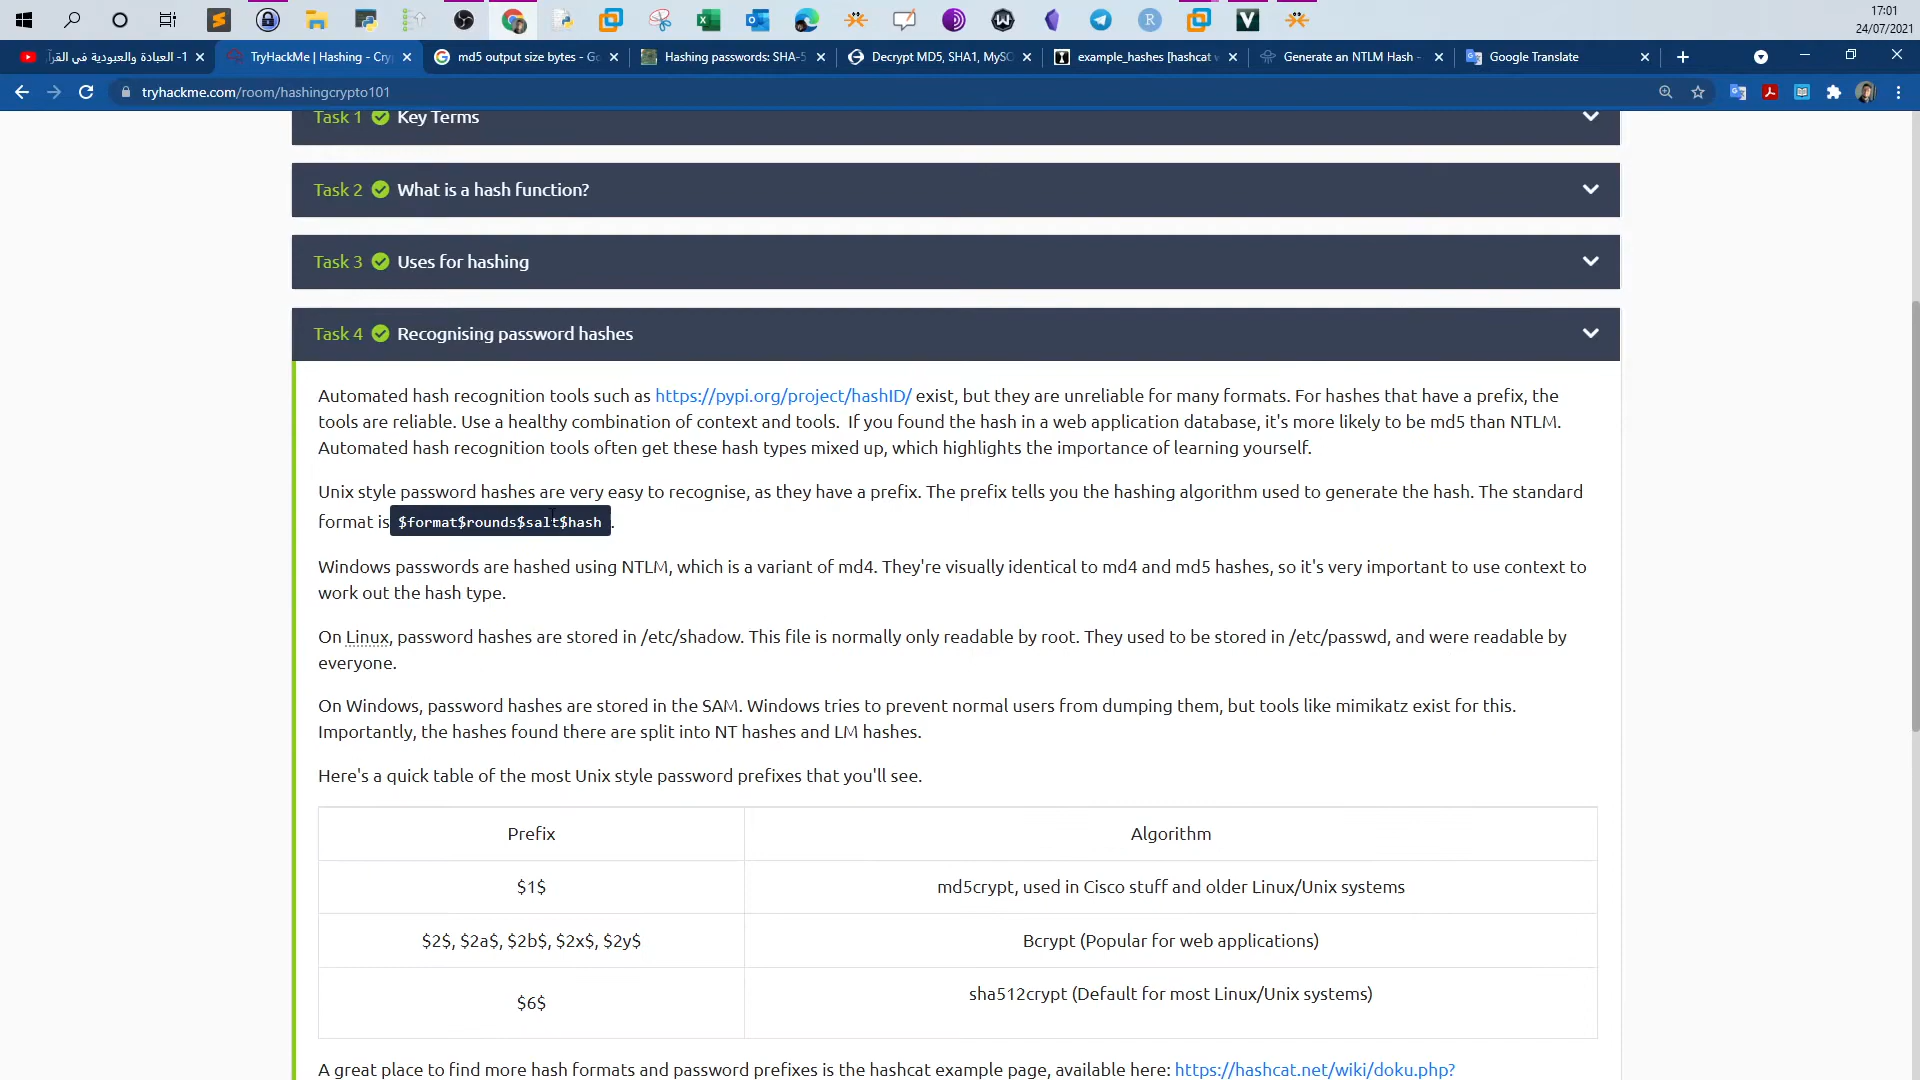 17:01
24/07/2021
1- العبادة والعبودية في القرآ
TryHackMe | Hashing - Cry
md5 output size bytes - Go
Hashing passwords: SHA-5
Decrypt MD5, SHA1, MySQ
example_hashes [hashcat w
Generate an NTLM Hash -
Google Translate
tryhackme.com/room/hashingcrypto101
Task 1 Key Terms
Task 2 What is a hash function?
Task 3 Uses for hashing
Task 4 Recognising password hashes
Automated hash recognition tools such as https://pypi.org/project/hashID/ exist, but they are unreliable for many formats. For hashes that have a prefix, the
tools are reliable. Use a healthy combination of context and tools.  If you found the hash in a web application database, it's more likely to be md5 than NTLM.
Automated hash recognition tools often get these hash types mixed up, which highlights the importance of learning yourself.
Unix style password hashes are very easy to recognise, as they have a prefix. The prefix tells you the hashing algorithm used to generate the hash. The standard
format is $format$rounds$salt$hash .
Windows passwords are hashed using NTLM, which is a variant of md4. They're visually identical to md4 and md5 hashes, so it's very important to use context to
work out the hash type.
On Linux, password hashes are stored in /etc/shadow. This file is normally only readable by root. They used to be stored in /etc/passwd, and were readable by
everyone.
On Windows, password hashes are stored in the SAM. Windows tries to prevent normal users from dumping them, but tools like mimikatz exist for this.
Importantly, the hashes found there are split into NT hashes and LM hashes.
Here's a quick table of the most Unix style password prefixes that you'll see.
Prefix Algorithm
$1$ md5crypt, used in Cisco stuff and older Linux/Unix systems
$2$, $2a$, $2b$, $2x$, $2y$ Bcrypt (Popular for web applications)
$6$ sha512crypt (Default for most Linux/Unix systems)
A great place to find more hash formats and password prefixes is the hashcat example page, available here: https://hashcat.net/wiki/doku.php?